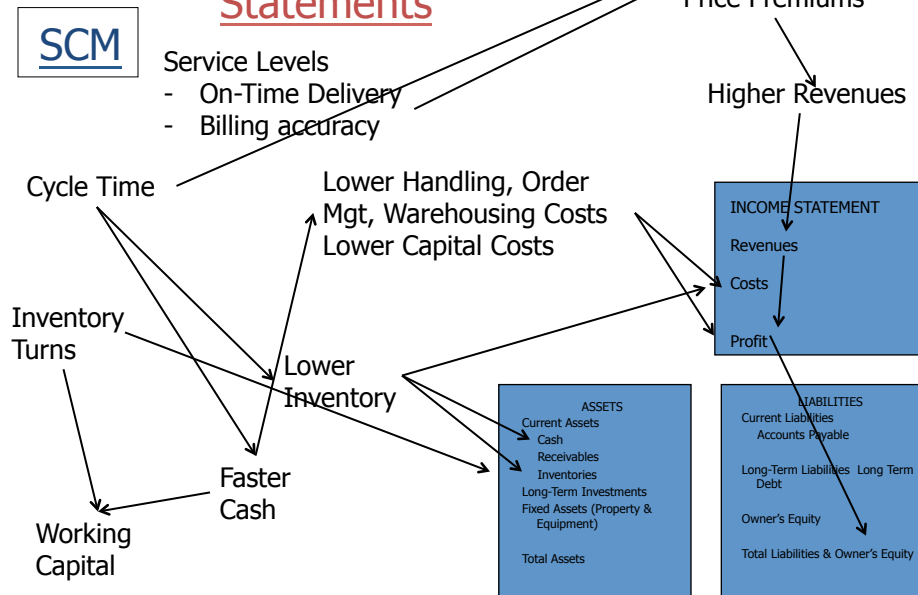 Statements
Price Premiums
SCM
Service Levels
- On-Time Delivery
- Billing accuracy
Higher Revenues
Cycle Time
Lower Handling, Order
Mgt, Warehousing Costs
Lower Capital Costs
INCOME STATEMENT
Revenues
Costs
Profit
Inventory
Turns
Lower
Inventory
Faster
Cash
Working
Capital
ASSETS
Current Assets
Cash
Receivables
Inventories
Long-Term Investments
Fixed Assets (Property &
Equipment)
Total Assets
LIABILITIES
Current Liabilities
Accounts Payable
Long-Term Liabilities Long Term
Debt
Owner's Equity
Total Liabilities & Owner's Equity